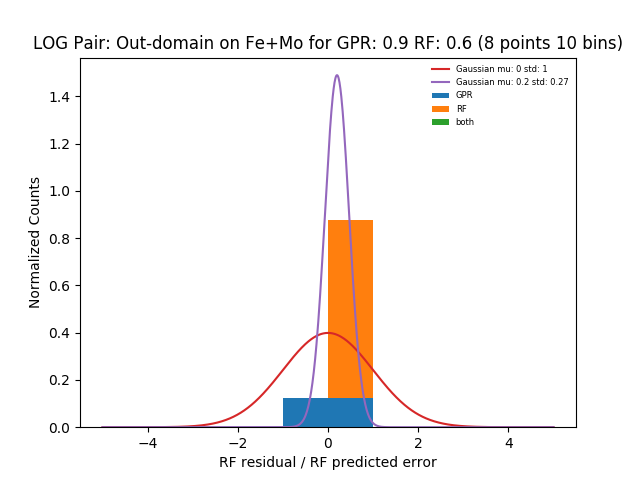 LOG Pair: Out-domain on Fe+Mo for GPR: 0.9 RF: 0.6 (8 points 10 bins)
Gaussian mu: 0 std: 1
Gaussian mu: 0.2 std: 0.27
GPR
RF
both
1.4
1.2
1.0
0.8
0.6
0.4
0.2
0.0
Normalized Counts
−4
−2
0
2
4
RF residual / RF predicted error